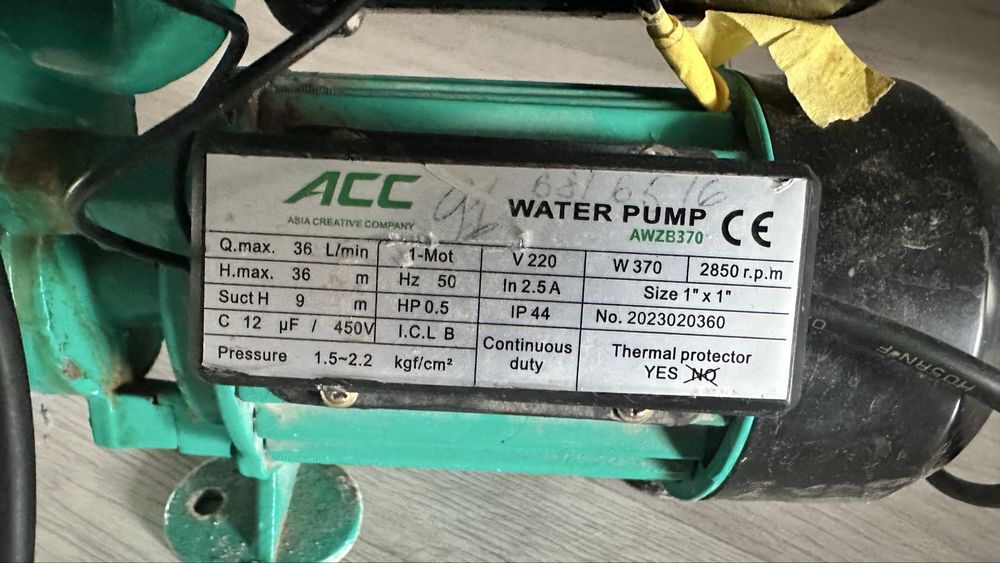 ACC
ASIA CREATIVE COMPANY
WATER PUMP
AWZB370
CE
Q.max. 36 L/min
1-Mot
V 220
W 370
2850 r.p.m
H.max. 36 m
Hz 50
In 2.5 A
Size 1" x 1"
Suct H 9 m
HP 0.5
IP 44
No. 2023020360
C 12 µF / 450V
I.C.L B
Continuous
duty
Thermal protector
YES NO
Pressure 1.5~2.2 kgf/cm²
H05RN-F